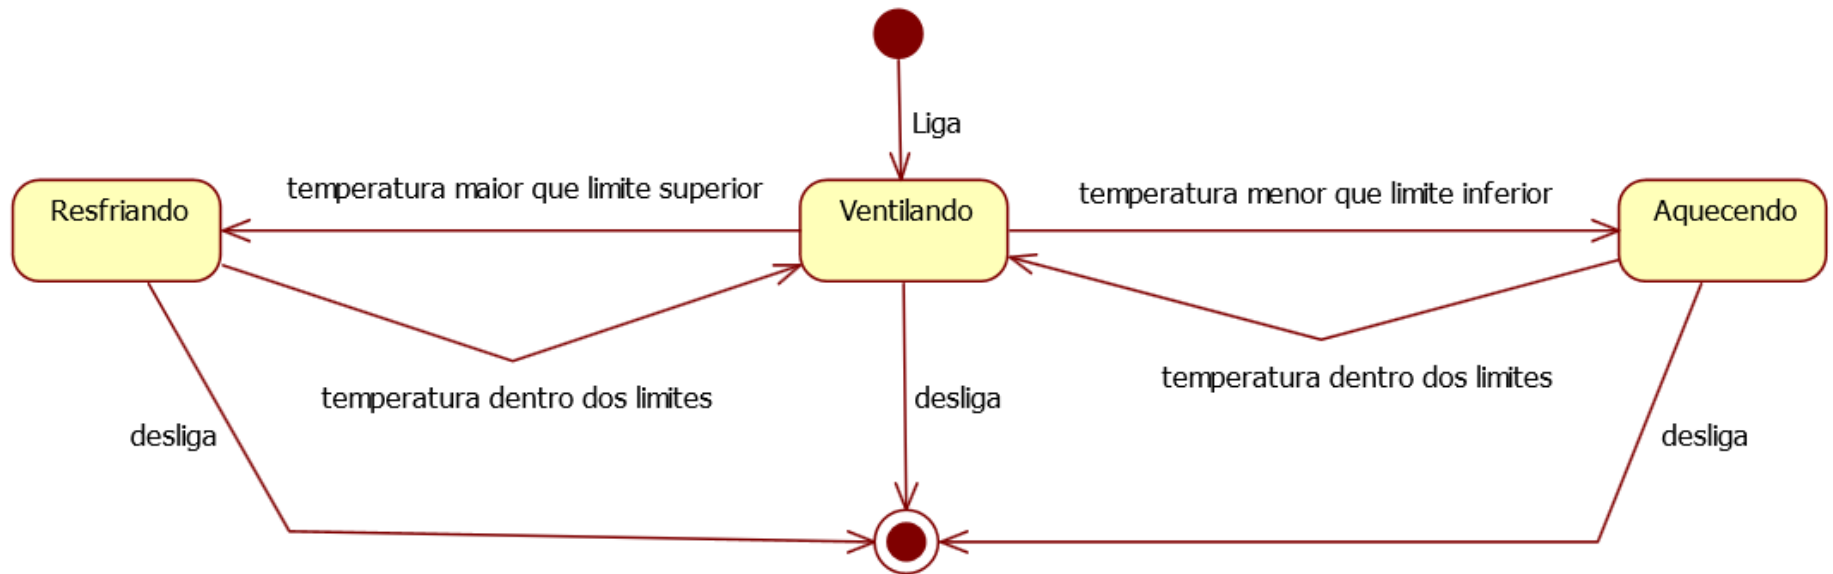 Liga
temperatura maior que limite superior
temperatura menor que limite inferior
Resfriando
Ventilando
Aquecendo
temperatura dentro dos limites
desliga
temperatura dentro dos limites
desliga
desliga